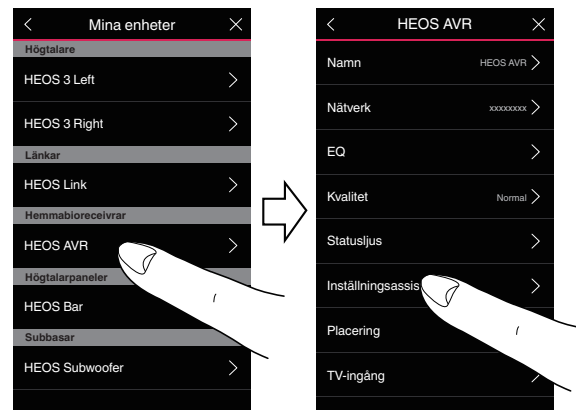 Mina enheter
Högtalare
HEOS 3 Left
HEOS 3 Right
Länkar
HEOS Link
Hemmabioreceivrar
HEOS AVR
Högtalarpaneler
HEOS Bar
Subbasar
HEOS Subwoofer
HEOS AVR
Namn HEOS AVR
Nätverk xxxxxxxx
EQ
Kvalitet Normal
Statusljus
Inställningsassis
Placering
TV-ingång